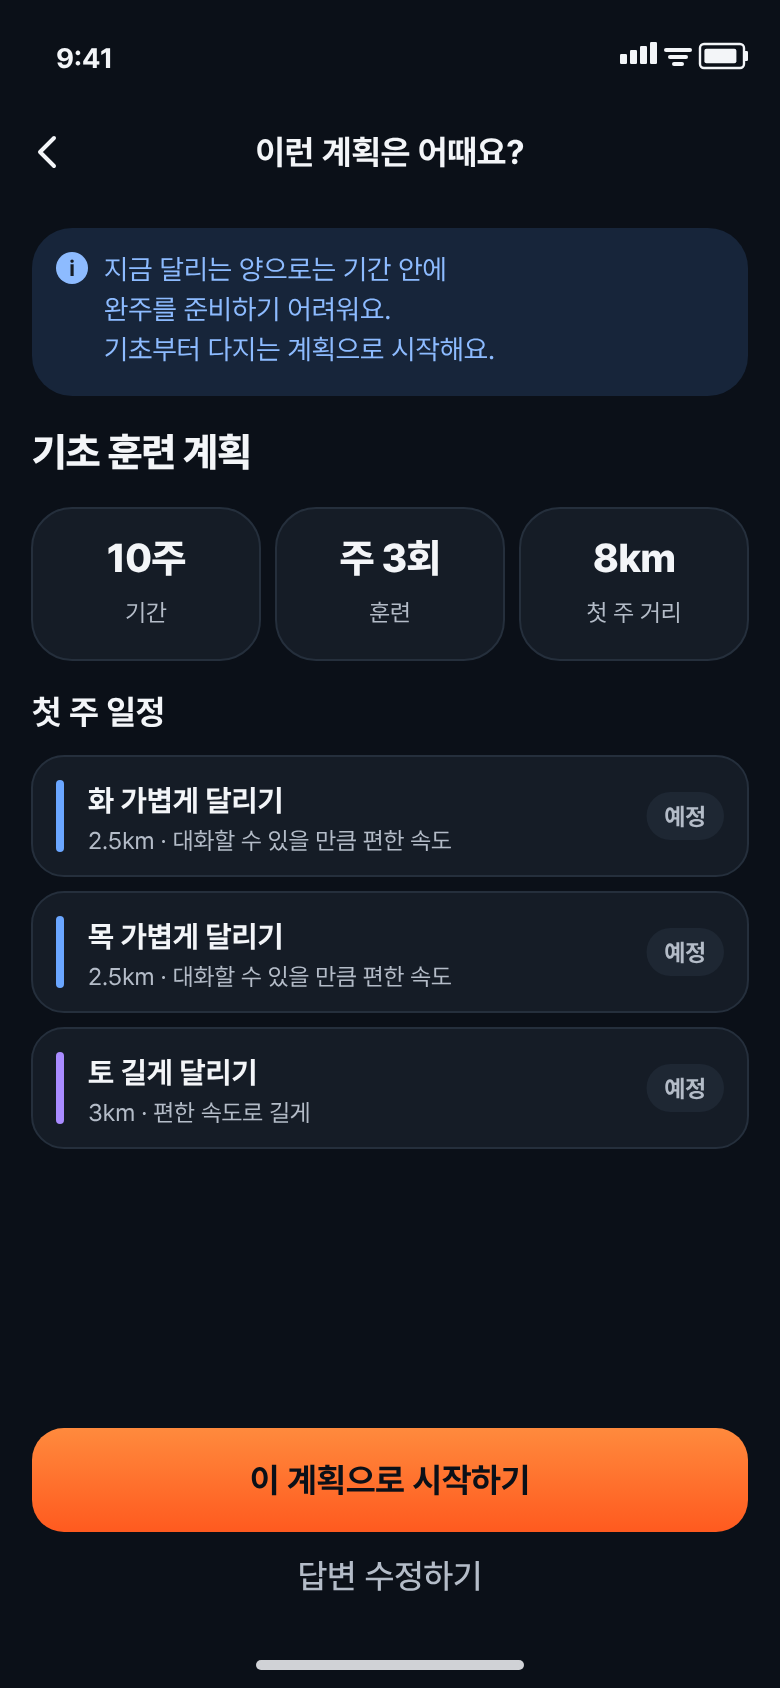 9:41
이런 계획은 어때요?
i
지금 달리는 양으로는 기간 안에
완주를 준비하기 어려워요.
기초부터 다지는 계획으로 시작해요.
기초 훈련 계획
10주
기간
주 3회
훈련
8km
첫 주 거리
첫 주 일정
화 가볍게 달리기
2.5km · 대화할 수 있을 만큼 편한 속도
예정
목 가볍게 달리기
2.5km · 대화할 수 있을 만큼 편한 속도
예정
토 길게 달리기
3km · 편한 속도로 길게
예정
이 계획으로 시작하기
답변 수정하기